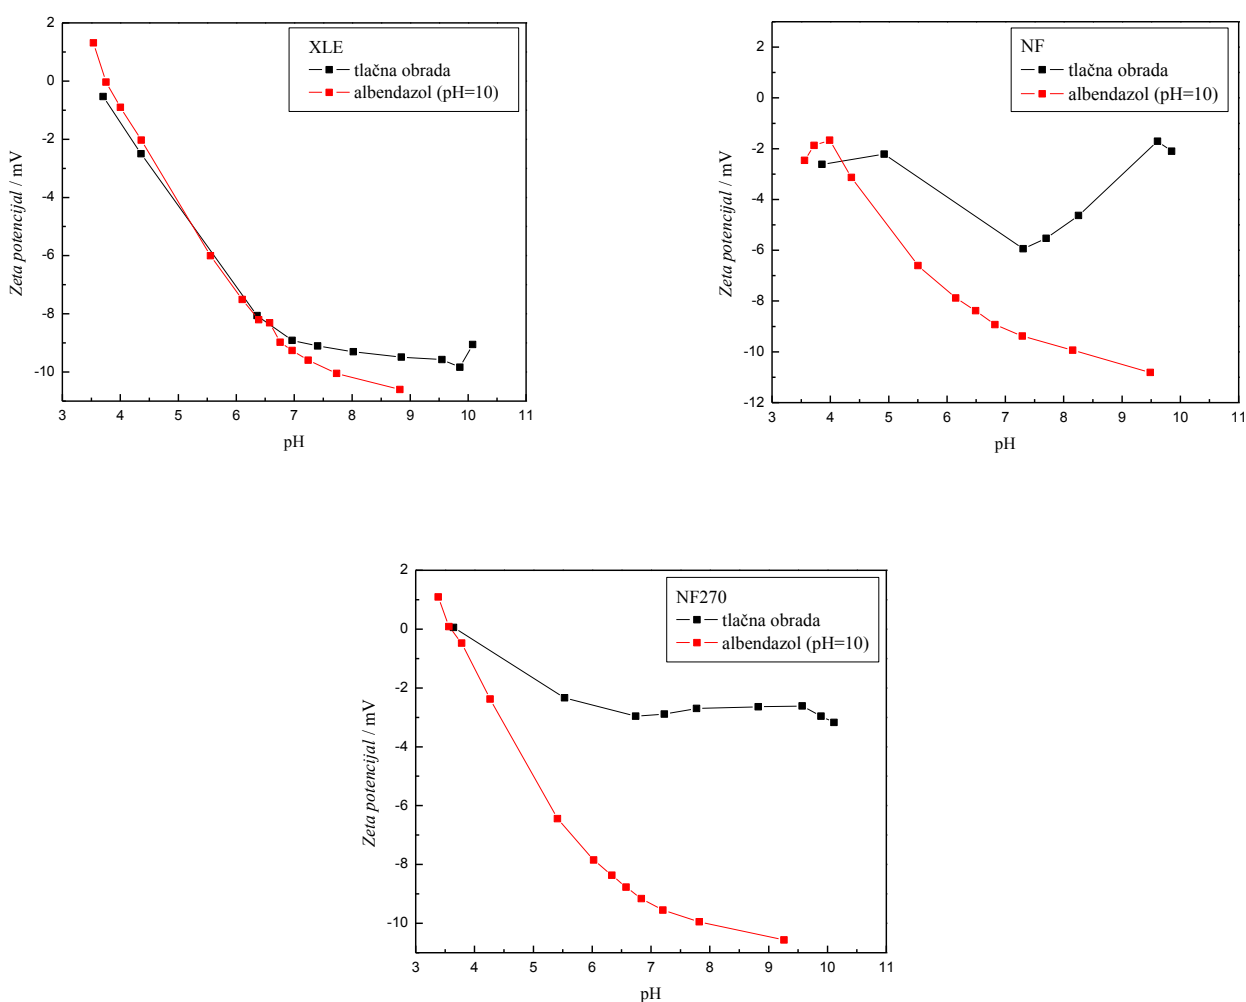 XLE
tlačna obrada
albendazol (pH=10)
2
0
-2
-4
-6
-8
-10
Zeta potencijal / mV
3 4 5 6 7 8 9 10 11
pH
NF
tlačna obrada
albendazol (pH=10)
2
0
-2
-4
-6
-8
-10
-12
Zeta potencijal / mV
3 4 5 6 7 8 9 10 11
pH
NF270
tlačna obrada
albendazol (pH=10)
2
0
-2
-4
-6
-8
-10
Zeta potencijal / mV
3 4 5 6 7 8 9 10 11
pH